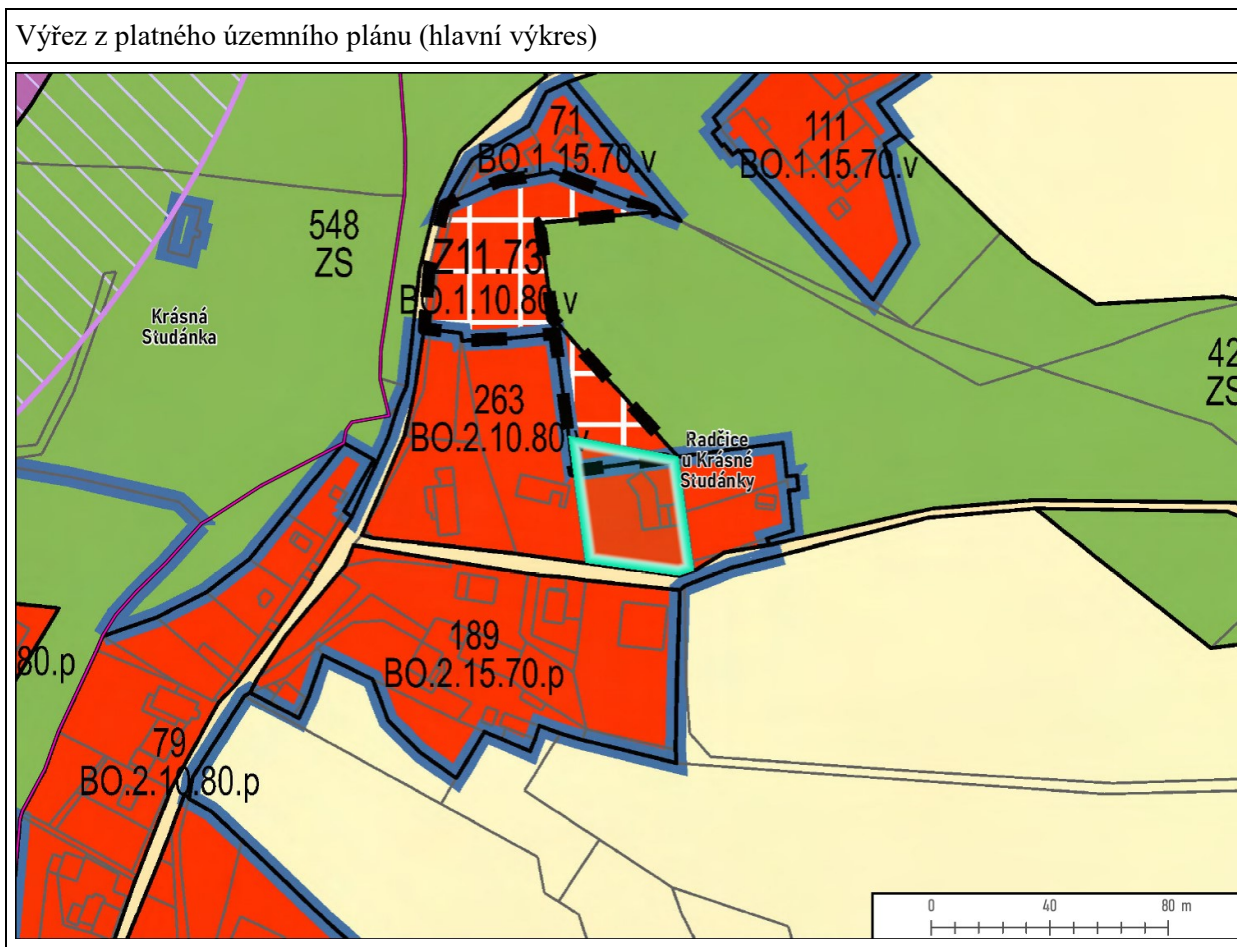 Výřez z platného územního plánu (hlavní výkres)
71
BO.1.15.70.v
111
BO.1.15.70.v
548
ZS
Z11.73
BO.1.10.80.v
Krásná
Studánka
42
ZS
263
BO.2.10.80.v
Radčice
u Krásné
Studánky
189
BO.2.15.70.p
80.p
79
BO.2.10.80.p
0 40 80 m